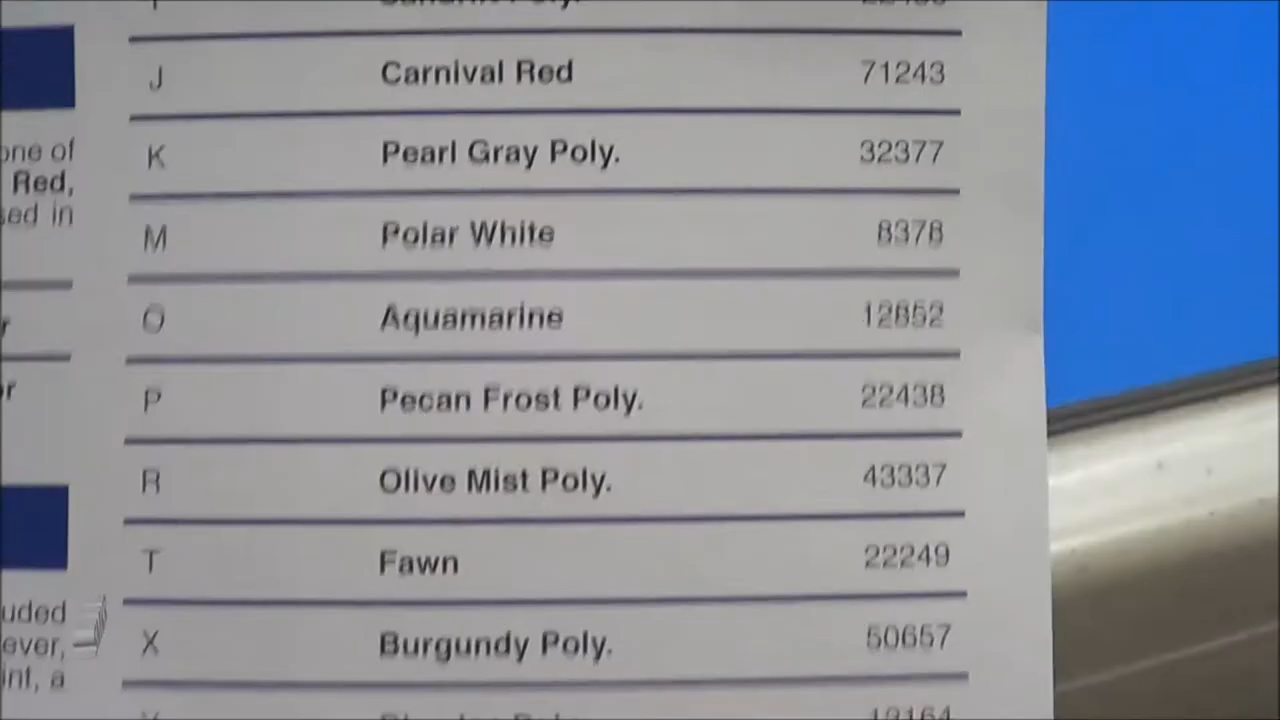 one of
Red,
sed in
r
or
uded
ever,
int, a
J Carnival Red 71243
K Pearl Gray Poly. 32377
M Polar White 8378
O Aquamarine 12852
P Pecan Frost Poly. 22438
R Olive Mist Poly. 43337
T Fawn 22249
X Burgundy Poly. 50657